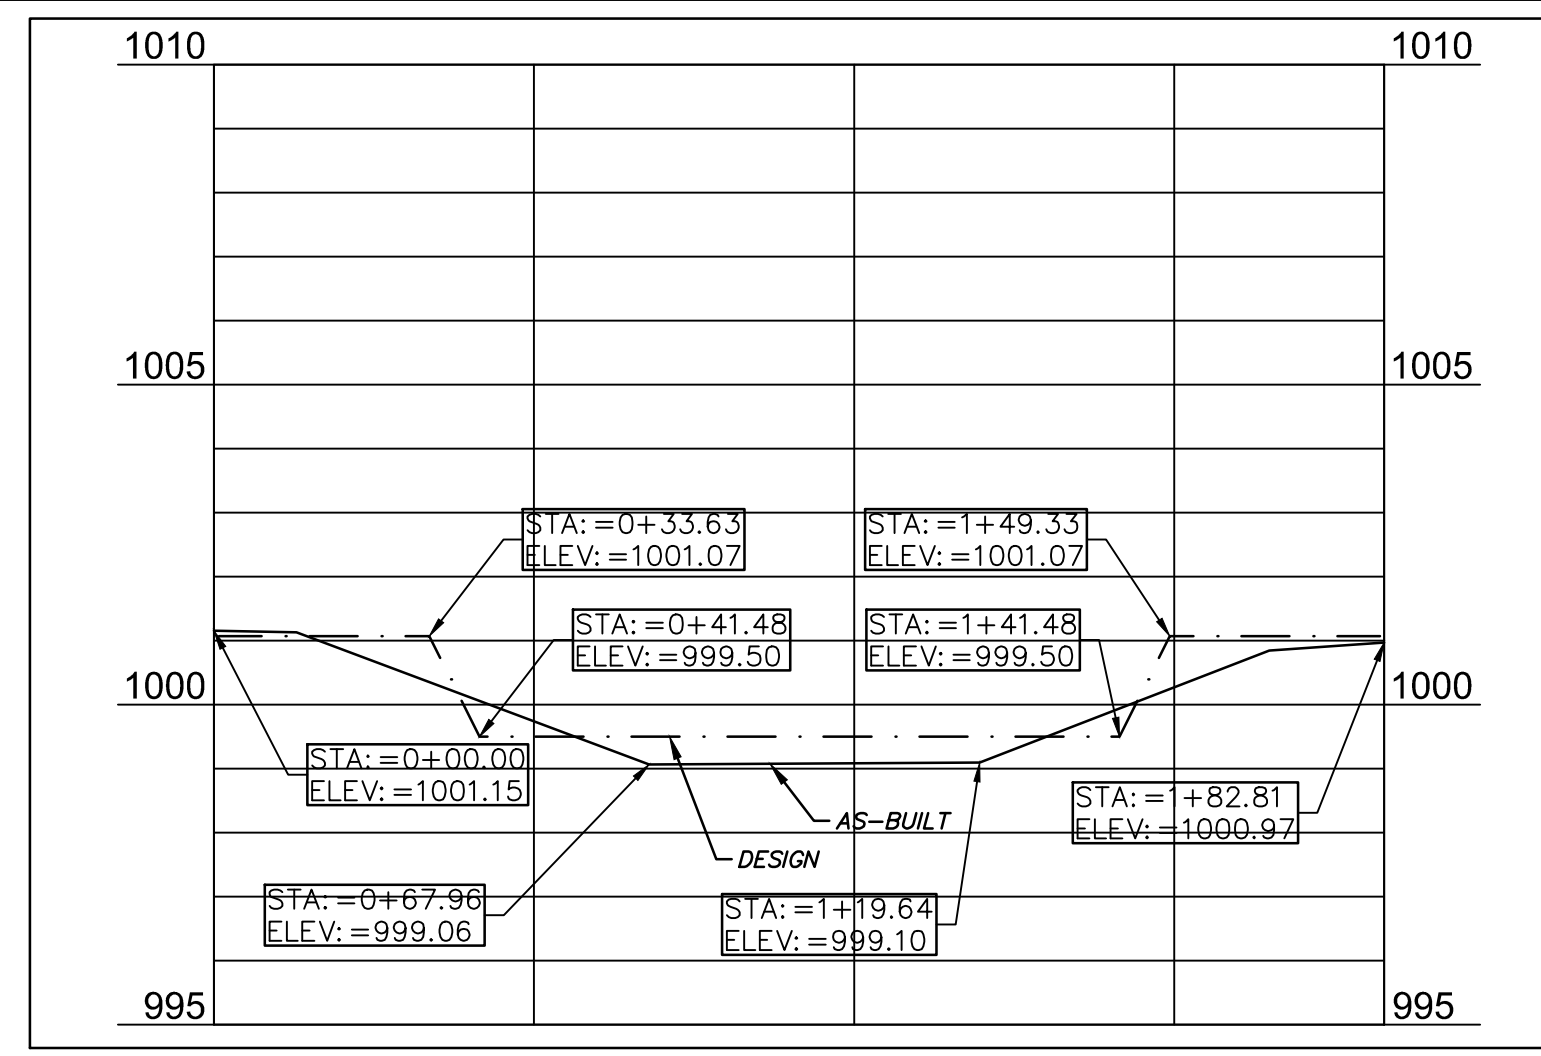 1010
1010
1005
1005
STA: =0+33.63
ELEV: =1001.07
STA: =1+49.33
ELEV: =1001.07
STA: =0+41.48
ELEV: =999.50
STA: =1+41.48
ELEV: =999.50
1000
1000
STA: =0+00.00
ELEV: =1001.15
STA: =1+82.81
ELEV: =1000.97
AS-BUILT
DESIGN
STA: =0+67.96
ELEV: =999.06
STA: =1+19.64
ELEV: =999.10
995
995